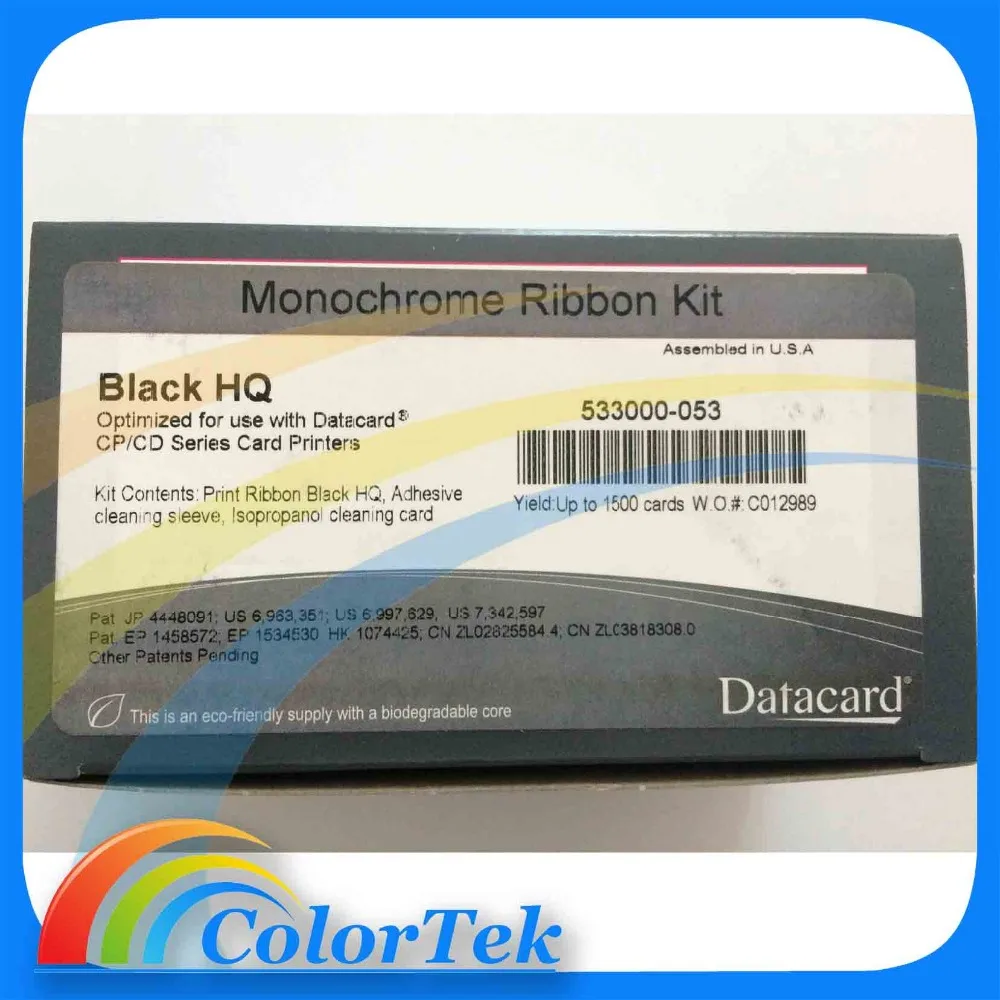 Monochrome Ribbon Kit
Assembled in U.S.A
Black HQ
Optimized for use with Datacard®
CP/CD Series Card Printers
533000-053
Kit Contents: Print Ribbon Black HQ, Adhesive
cleaning sleeve, Isopropanol cleaning card
Yield:Up to 1500 cards W.O.#: C012989
Pat. JP 4448091; US 6,963,351; US 6,997,629, US 7,342,597
Pat. EP 1458572; EP 1534530 HK 1074425; CN ZL02825584.4; CN ZL03818308.0
Other Patents Pending
This is an eco-friendly supply with a biodegradable core
Datacard®
ColorTek